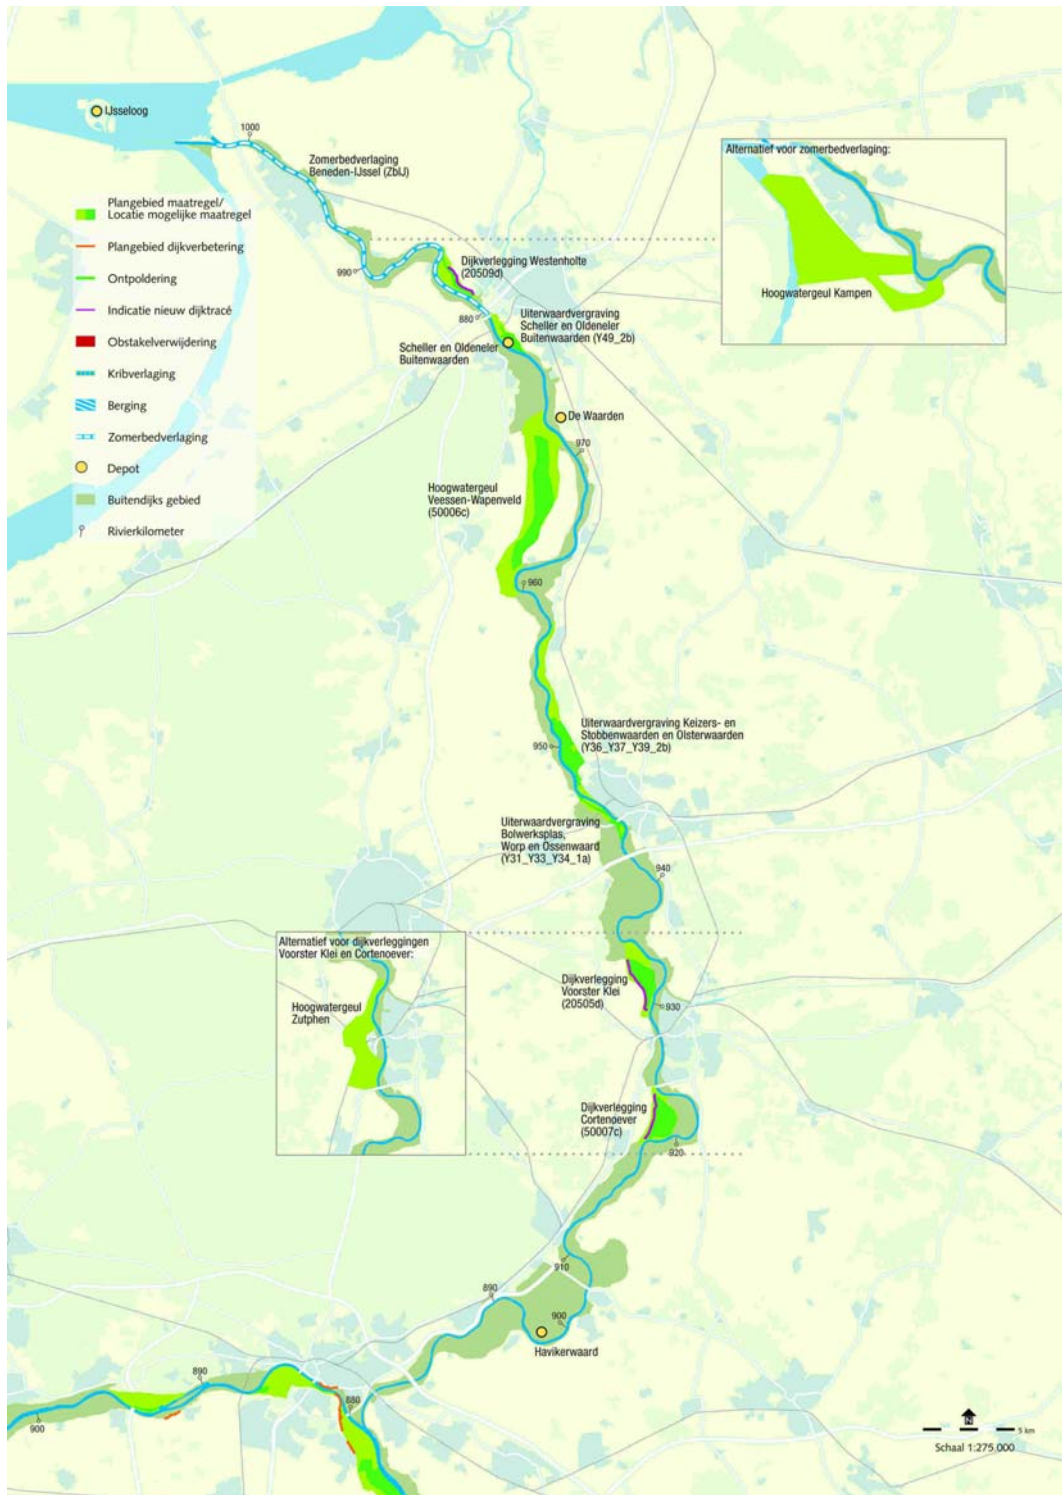 IJsseloog
1000
Zomerbedverlaging
Beneden-IJssel (ZbIJ)
Alternatief voor zomerbedverlaging:
Hoogwatergeul Kampen
Plangebied maatregel/
Locatie mogelijke maatregel
Plangebied dijkverbetering
Ontpoldering
Indicatie nieuw dijktracé
Obstakelverwijdering
Kribverlaging
Berging
Zomerbedverlaging
Depot
Buitendijks gebied
Rivierkilometer
990
Dijkverlegging Westenholte
(20509d)
880
Uiterwaardvergraving
Scheller en Oldeneler
Buitenwaarden (Y49_2b)
Scheller en Oldeneler
Buitenwaarden
De Waarden
970
Hoogwatergeul
Veessen-Wapenveld
(50006c)
960
Uiterwaardvergraving Keizers- en
Stobbenwaarden en Olsterwaarden
(Y36_Y37_Y39_2b)
950
Uiterwaardvergraving
Bolwerksplas,
Worp en Ossenwaard
(Y31_Y33_Y34_1a)
940
Alternatief voor dijkverleggingen
Voorster Klei en Cortenoever:
Hoogwatergeul
Zutphen
Dijkverlegging
Voorster Klei
(20505d)
930
Dijkverlegging
Cortenoever
(50007c)
920
910
890
900
Havikerwaard
890
880
900
N
5 km
Schaal 1:275.000